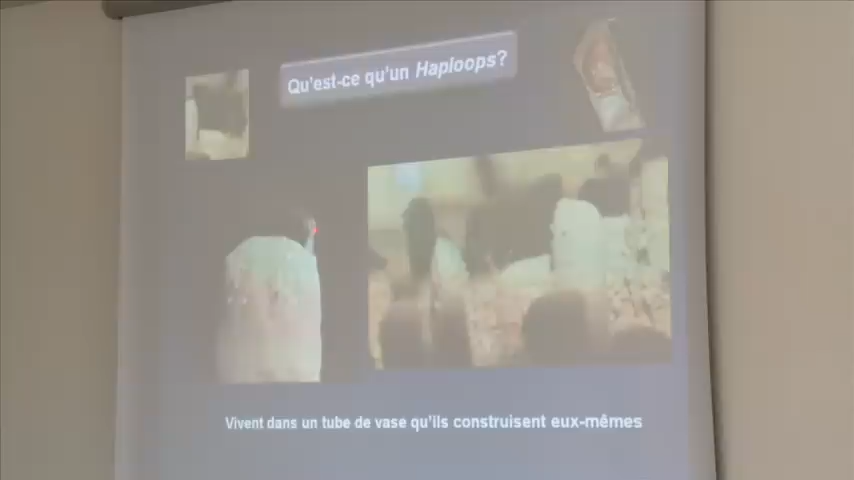 Qu'est-ce qu'un Haploops?
Vivent dans un tube de vase qu'ils construisent eux-mêmes